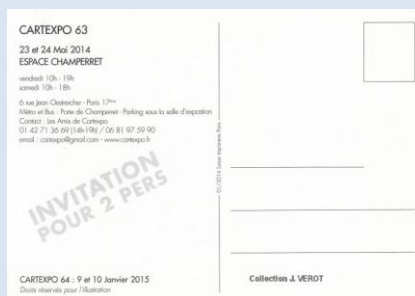 CARTEXPO 63
23 et 24 Mai 2014
ESPACE CHAMPERRET
vendredi 10h - 19h
samedi 10h - 18h
6 rue Jean Oestreicher - Paris 17ème
Métro et Bus : Porte de Champerret - Parking sous la salle d'exposition
Contact : Les Amis de Cartexpo
01 42 71 36 69 (14h-19h) / 06 81 97 59 90
email : cartexpo@gmail.com - www.cartexpo.fr
INVITATION
POUR 2 PERS
CARTEXPO 64 : 9 et 10 Janvier 2015
Droits réservés pour l'illustration
Collection J. VEROT